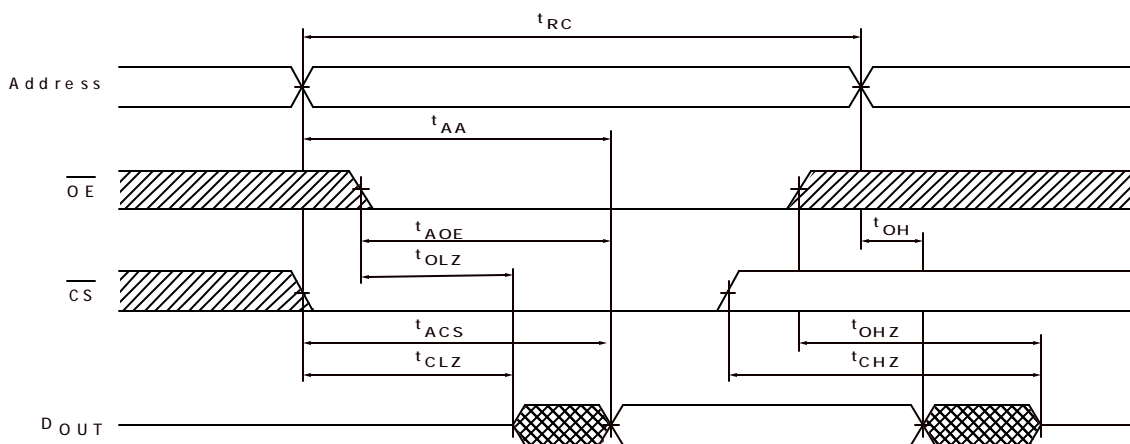 tRC
Address
tAA
OE
tAOE
tOH
tOLZ
CS
tACS
tOHZ
tCLZ
tCHZ
DOUT